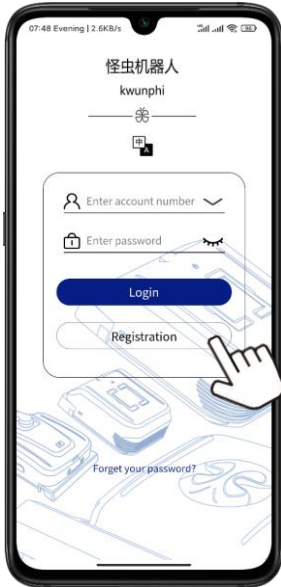 07:48 Evening | 2.6KB/s
怪虫机器人
kwunphi
中 A
Enter account number
Enter password
Login
Registration
Forget your password?